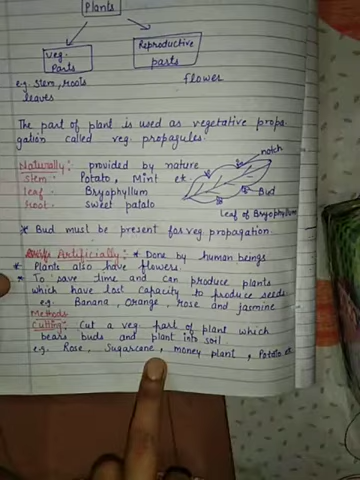 Plants
Veg. Parts
Reproductive parts
e.g. stem, roots
leaves
flower
The part of plant is used as vegetative propa
gation called veg. propagules.
Naturally: provided by nature
Stem - Potato, Mint etc
leaf - Bryophyllum
root - sweet patato
notch
Bud
leaf of Bryophyllum
* Bud must be present for veg. propagation
Artificially: * Done by human beings
* Plants also have flowers
* To save time and can produce plants
which have lost capacity to produce seeds
eg. Banana, orange, rose and jasmine
Methods
Cutting: Cut a veg. part of plant which
bears buds and plant into soil
e.g. Rose, Sugarcane, money plant, Potato et